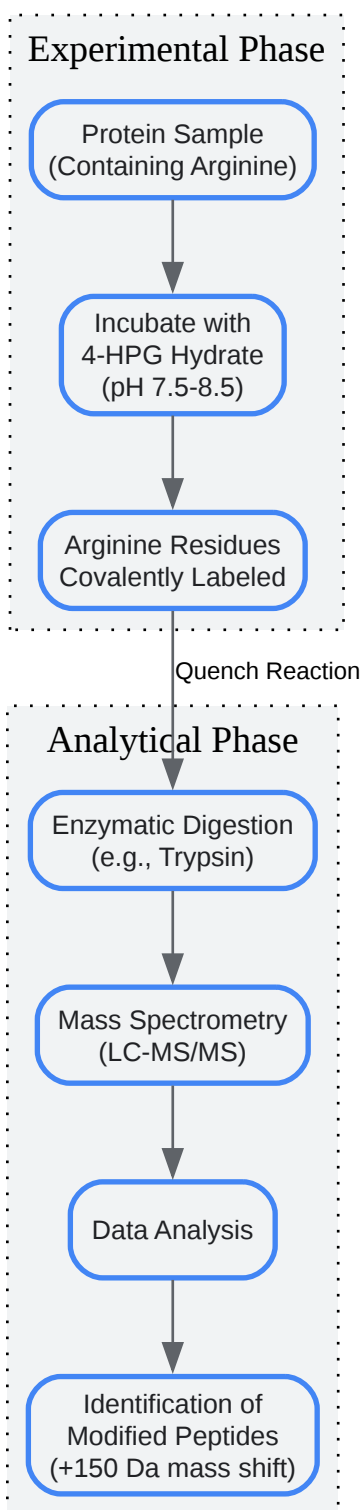 Experimental Phase
Protein Sample
(Containing Arginine)
Incubate with
4-HPG Hydrate
(pH 7.5-8.5)
Arginine Residues
Covalently Labeled
Quench Reaction
Analytical Phase
Enzymatic Digestion
(e.g., Trypsin)
Mass Spectrometry
(LC-MS/MS)
Data Analysis
Identification of
Modified Peptides
(+150 Da mass shift)